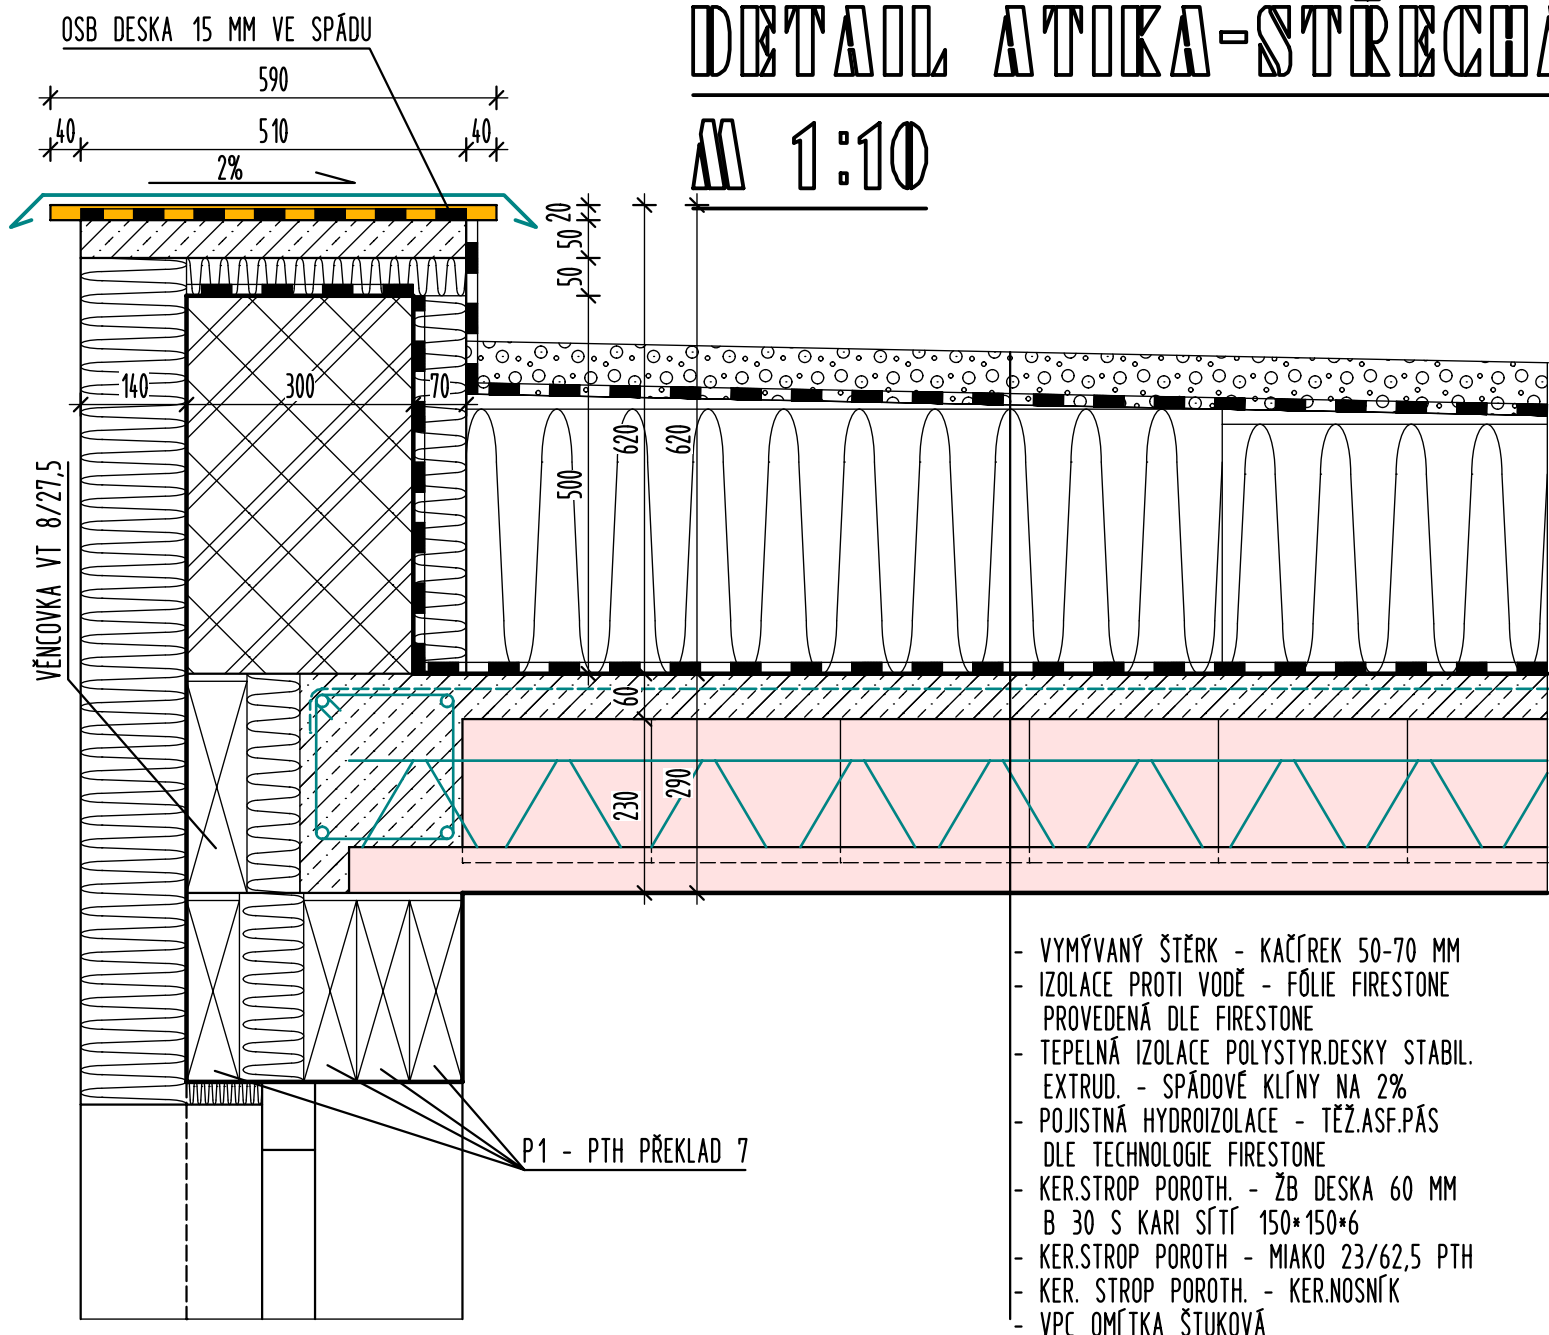 OSB DESKA 15 MM VE SPÁDU
DETAIL ATIKA-STŘECHA
M 1:10
590
40
510
40
2%
20
50
50
140
300
70
620
620
500
VĚNCOVKA VT 8/27,5
60
230
290
P1 - PTH PŘEKLAD 7
- VYMÝVANÝ ŠTĚRK - KAČÍREK 50-70 MM
- IZOLACE PROTI VODĚ - FÓLIE FIRESTONE
PROVEDENÁ DLE FIRESTONE
- TEPELNÁ IZOLACE POLYSTYR.DESKY STABIL.
EXTRUD. - SPÁDOVÉ KLÍNY NA 2%
- POJISTNÁ HYDROIZOLACE - TĚŽ.ASF.PÁS
DLE TECHNOLOGIE FIRESTONE
- KER.STROP POROTH. - ŽB DESKA 60 MM
B 30 S KARI SÍTÍ 150*150*6
- KER.STROP POROTH - MIAKO 23/62,5 PTH
- KER. STROP POROTH. - KER.NOSNÍK
- VPC OMÍTKA ŠTUKOVÁ